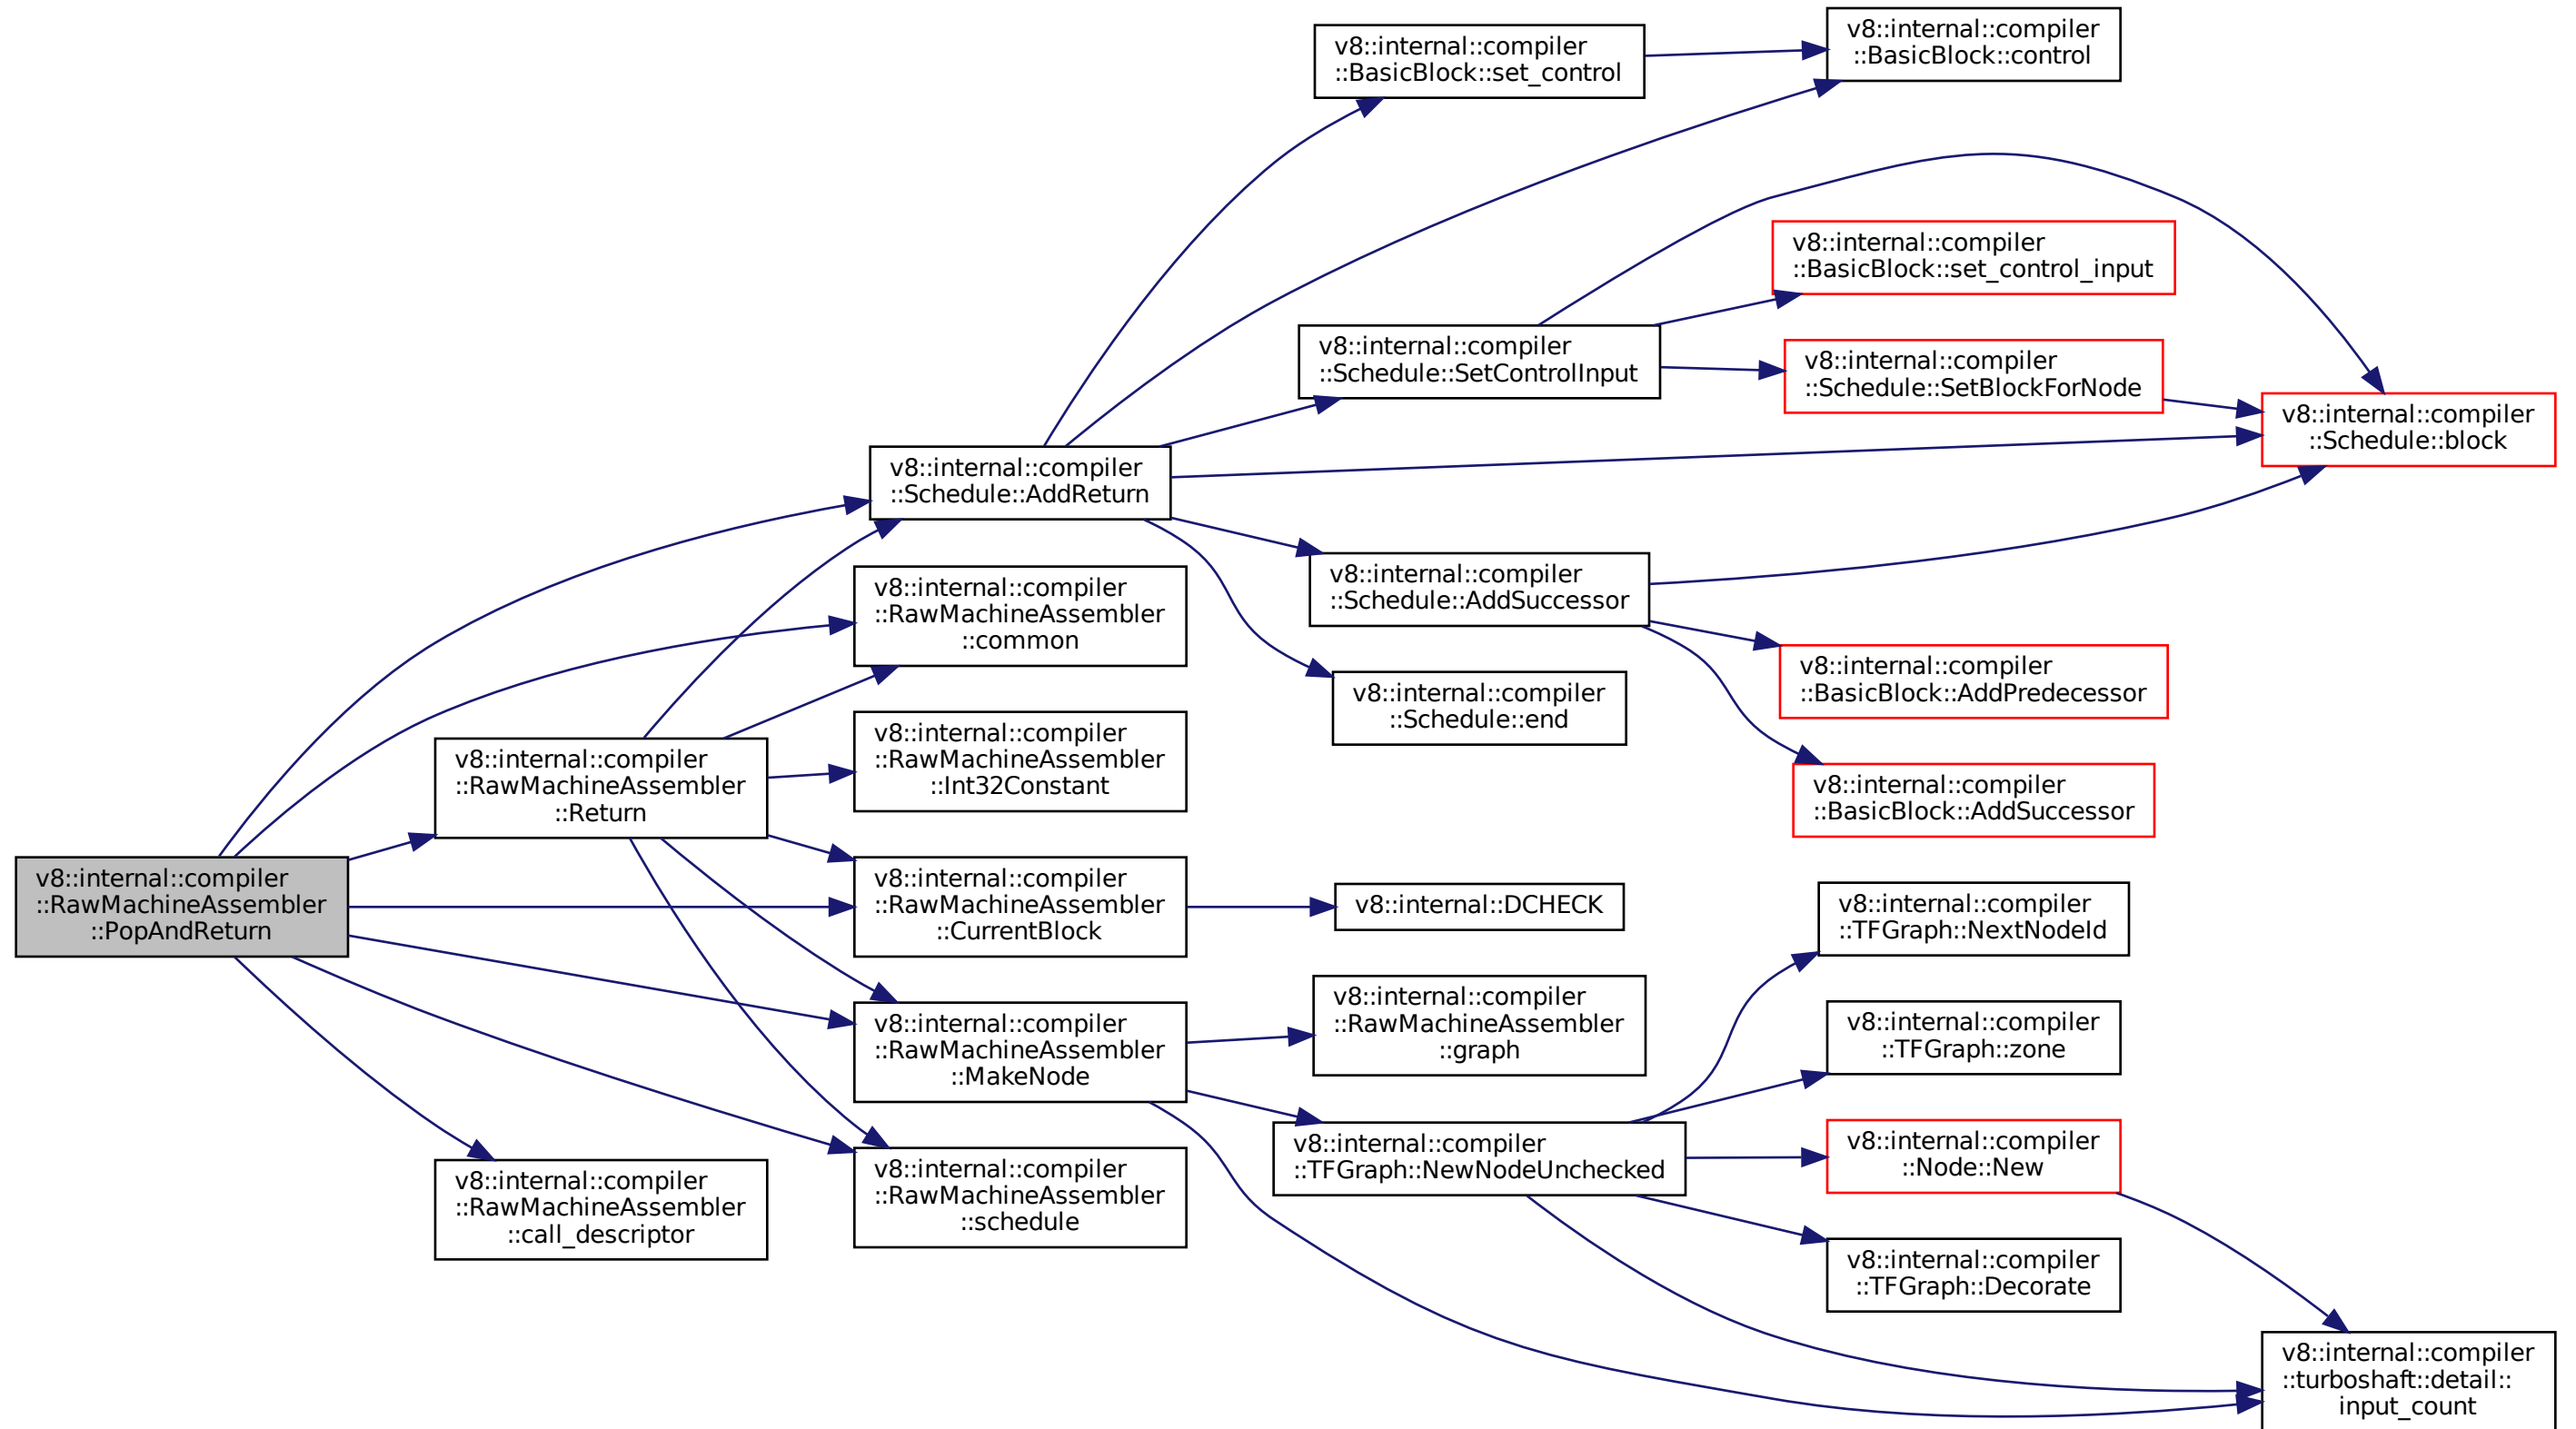 v8::internal::compiler
::RawMachineAssembler
::PopAndReturn
v8::internal::compiler
::RawMachineAssembler
::Return
v8::internal::compiler
::RawMachineAssembler
::call_descriptor
v8::internal::compiler
::Schedule::AddReturn
v8::internal::compiler
::RawMachineAssembler
::common
v8::internal::compiler
::RawMachineAssembler
::Int32Constant
v8::internal::compiler
::RawMachineAssembler
::CurrentBlock
v8::internal::compiler
::RawMachineAssembler
::MakeNode
v8::internal::compiler
::RawMachineAssembler
::schedule
v8::internal::compiler
::BasicBlock::set_control
v8::internal::compiler
::Schedule::SetControlInput
v8::internal::compiler
::Schedule::AddSuccessor
v8::internal::compiler
::Schedule::end
v8::internal::DCHECK
v8::internal::compiler
::RawMachineAssembler
::graph
v8::internal::compiler
::TFGraph::NewNodeUnchecked
v8::internal::compiler
::BasicBlock::control
v8::internal::compiler
::BasicBlock::set_control_input
v8::internal::compiler
::Schedule::SetBlockForNode
v8::internal::compiler
::BasicBlock::AddPredecessor
v8::internal::compiler
::BasicBlock::AddSuccessor
v8::internal::compiler
::TFGraph::NextNodeId
v8::internal::compiler
::TFGraph::zone
v8::internal::compiler
::Node::New
v8::internal::compiler
::TFGraph::Decorate
v8::internal::compiler
::Schedule::block
v8::internal::compiler
::turboshaft::detail::
input_count